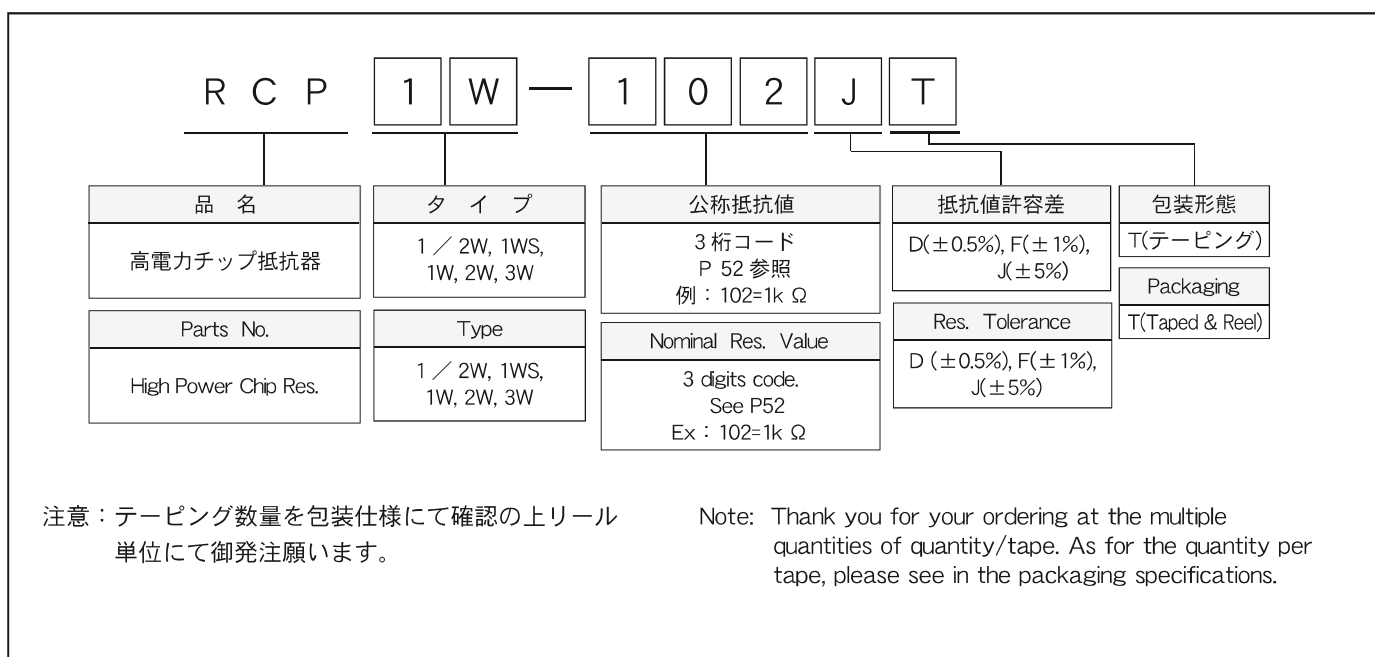 R C P 1 W — 1 0 2 J T
品 名
高電力チップ抵抗器
Parts No.
High Power Chip Res.
タ イ プ
1 ／ 2W, 1WS,
1W, 2W, 3W
Type
1 ／ 2W, 1WS,
1W, 2W, 3W
公称抵抗値
3 桁コード
P 52 参照
例：102=1k Ω
Nominal Res. Value
3 digits code.
See P52
Ex：102=1k Ω
抵抗値許容差
D(±0.5%), F(±1%),
J(±5%)
Res. Tolerance
D (±0.5%), F(±1%),
J(±5%)
包装形態
T(テーピング)
Packaging
T(Taped & Reel)
注意：テーピング数量を包装仕様にて確認の上リール
単位にて御発注願います。
Note: Thank you for your ordering at the multiple
quantities of quantity/tape. As for the quantity per
tape, please see in the packaging specifications.